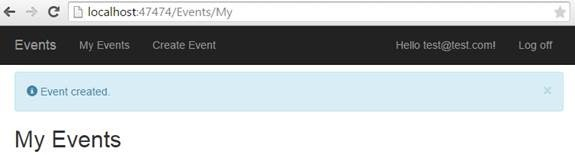 localhost:47474/Events/My
Events My Events Create Event Hello test@test.com! Log off
Event created. ×
My Events